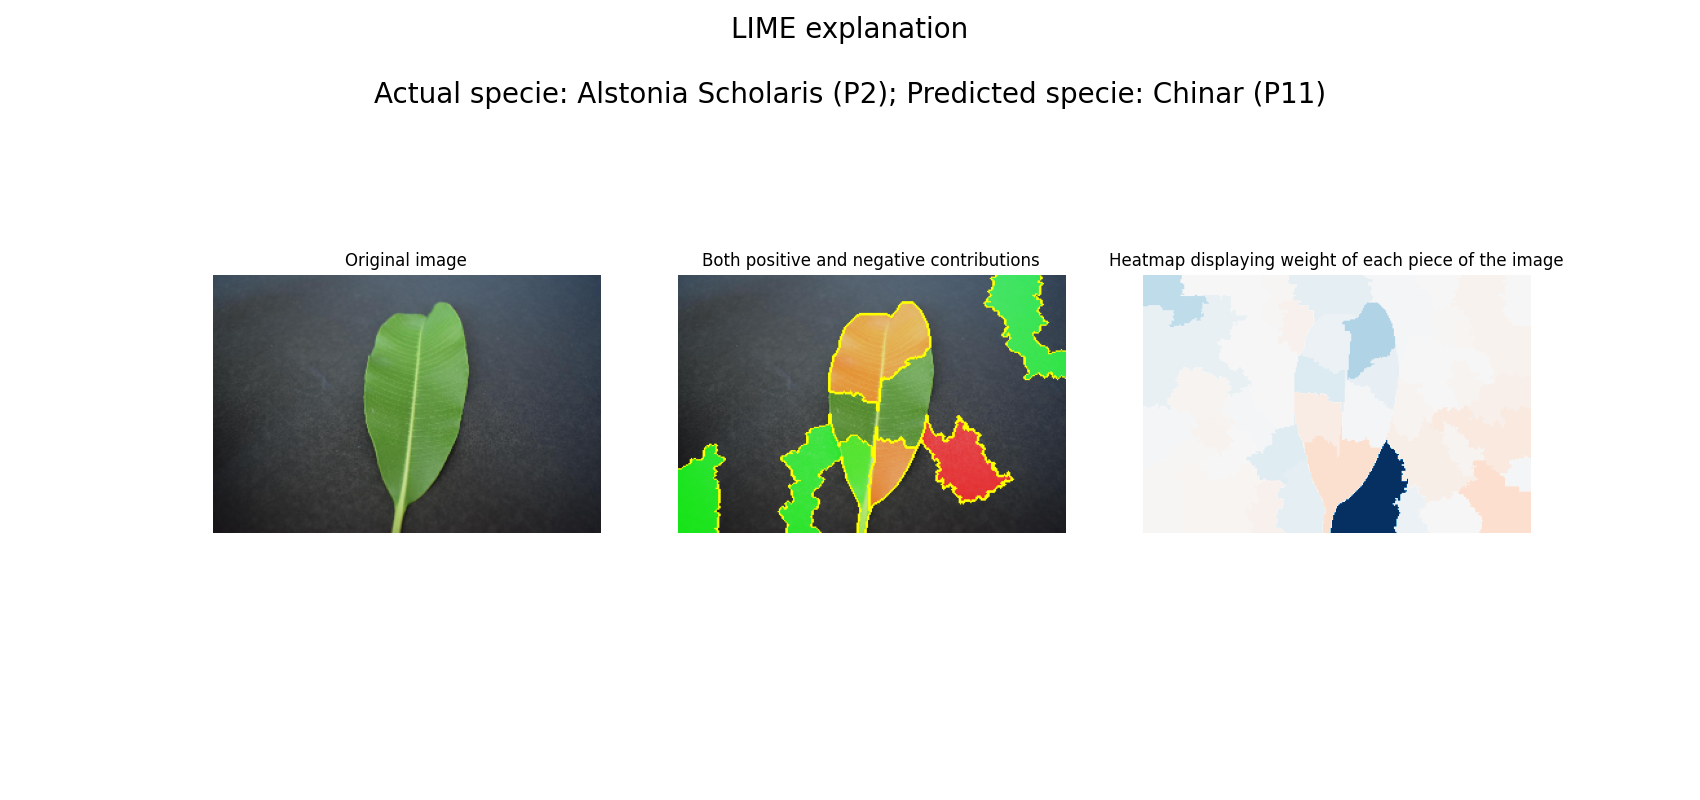 LIME explanation
Actual specie: Alstonia Scholaris (P2); Predicted specie: Chinar (P11)
Original image
Both positive and negative contributions
Heatmap displaying weight of each piece of the image